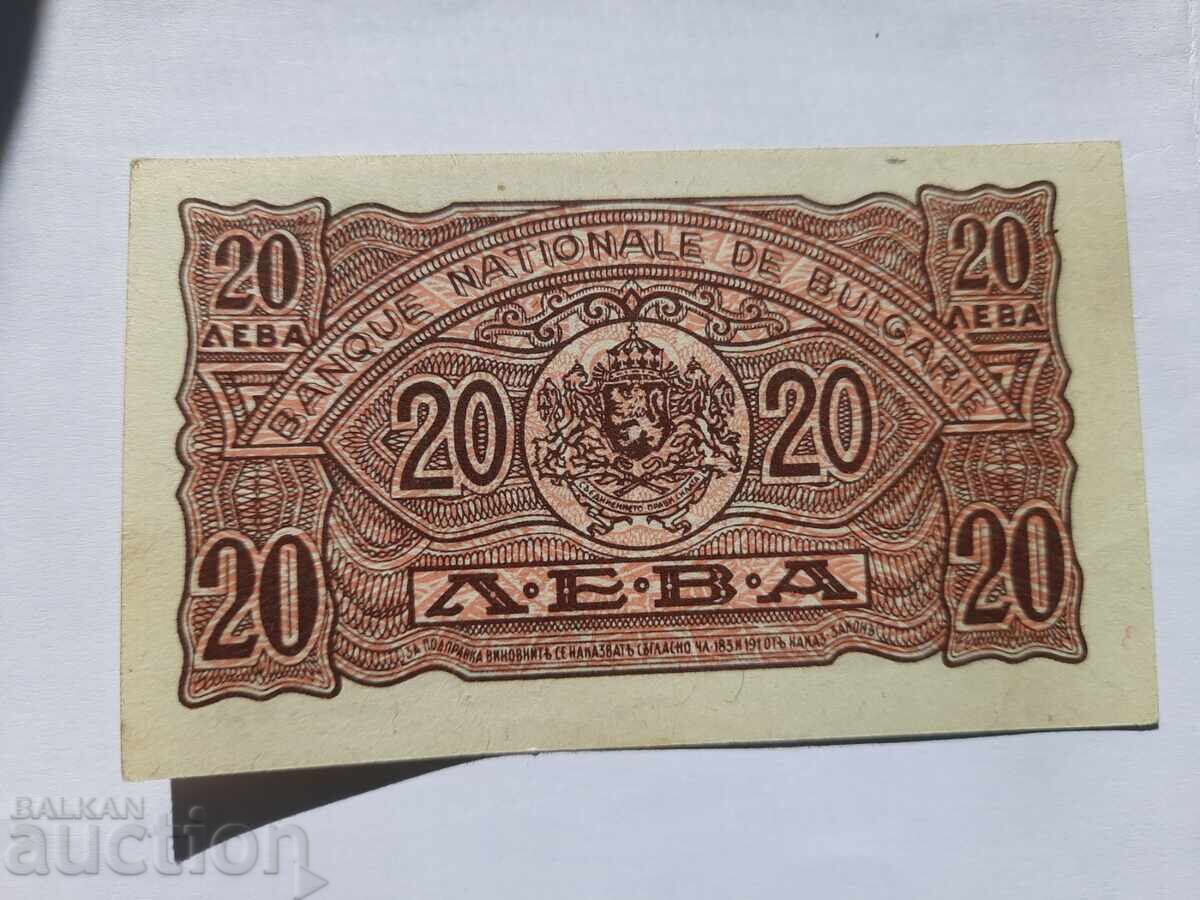 BANQUE NATIONALE DE BULGARIE
20 20
ЛЕВА ЛЕВА
20 20
СЪЕДИНЕНИЕТО ПРАВИ СИЛАТА
20 20
Л·Е·В·А
ЗА ПОДПРАВКА ВИНОВНИТѢ СЕ НАКАЗВАТЪ СЪГЛАСНО ЧЛ. 183 И 191 ОТЪ НАКАЗ. ЗАКОНЪ
BALKAN
auction